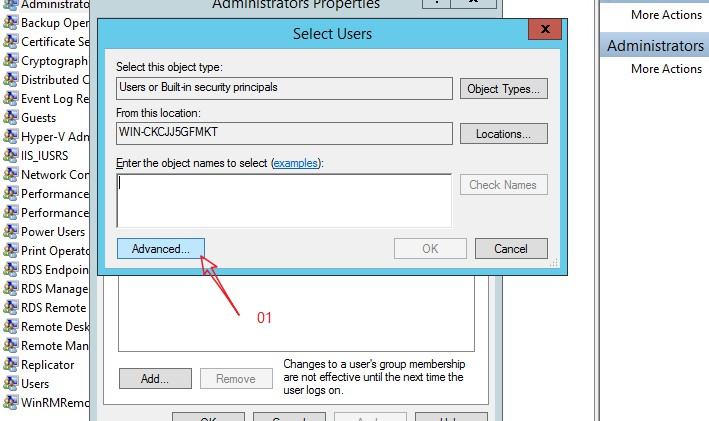 Administrators Properties
Administrator
Backup Oper
Certificate Se
Cryptograph
Distributed C
Event Log Re
Guests
Hyper-V Adm
IIS_IUSRS
Network Con
Performance
Performance
Power Users
Print Operato
RDS Endpoin
RDS Manage
RDS Remote
Remote Desk
Remote Man
Replicator
Users
WinRMRemo
Select Users
x
Select this object type:
Users or Built-in security principals
Object Types...
From this location:
WIN-CKCJJ5GFMKT
Locations...
Enter the object names to select (examples):
Check Names
Advanced...
OK
Cancel
01
Add...
Remove
Changes to a user's group membership
are not effective until the next time the
user logs on.
More Actions
Administrators
More Actions